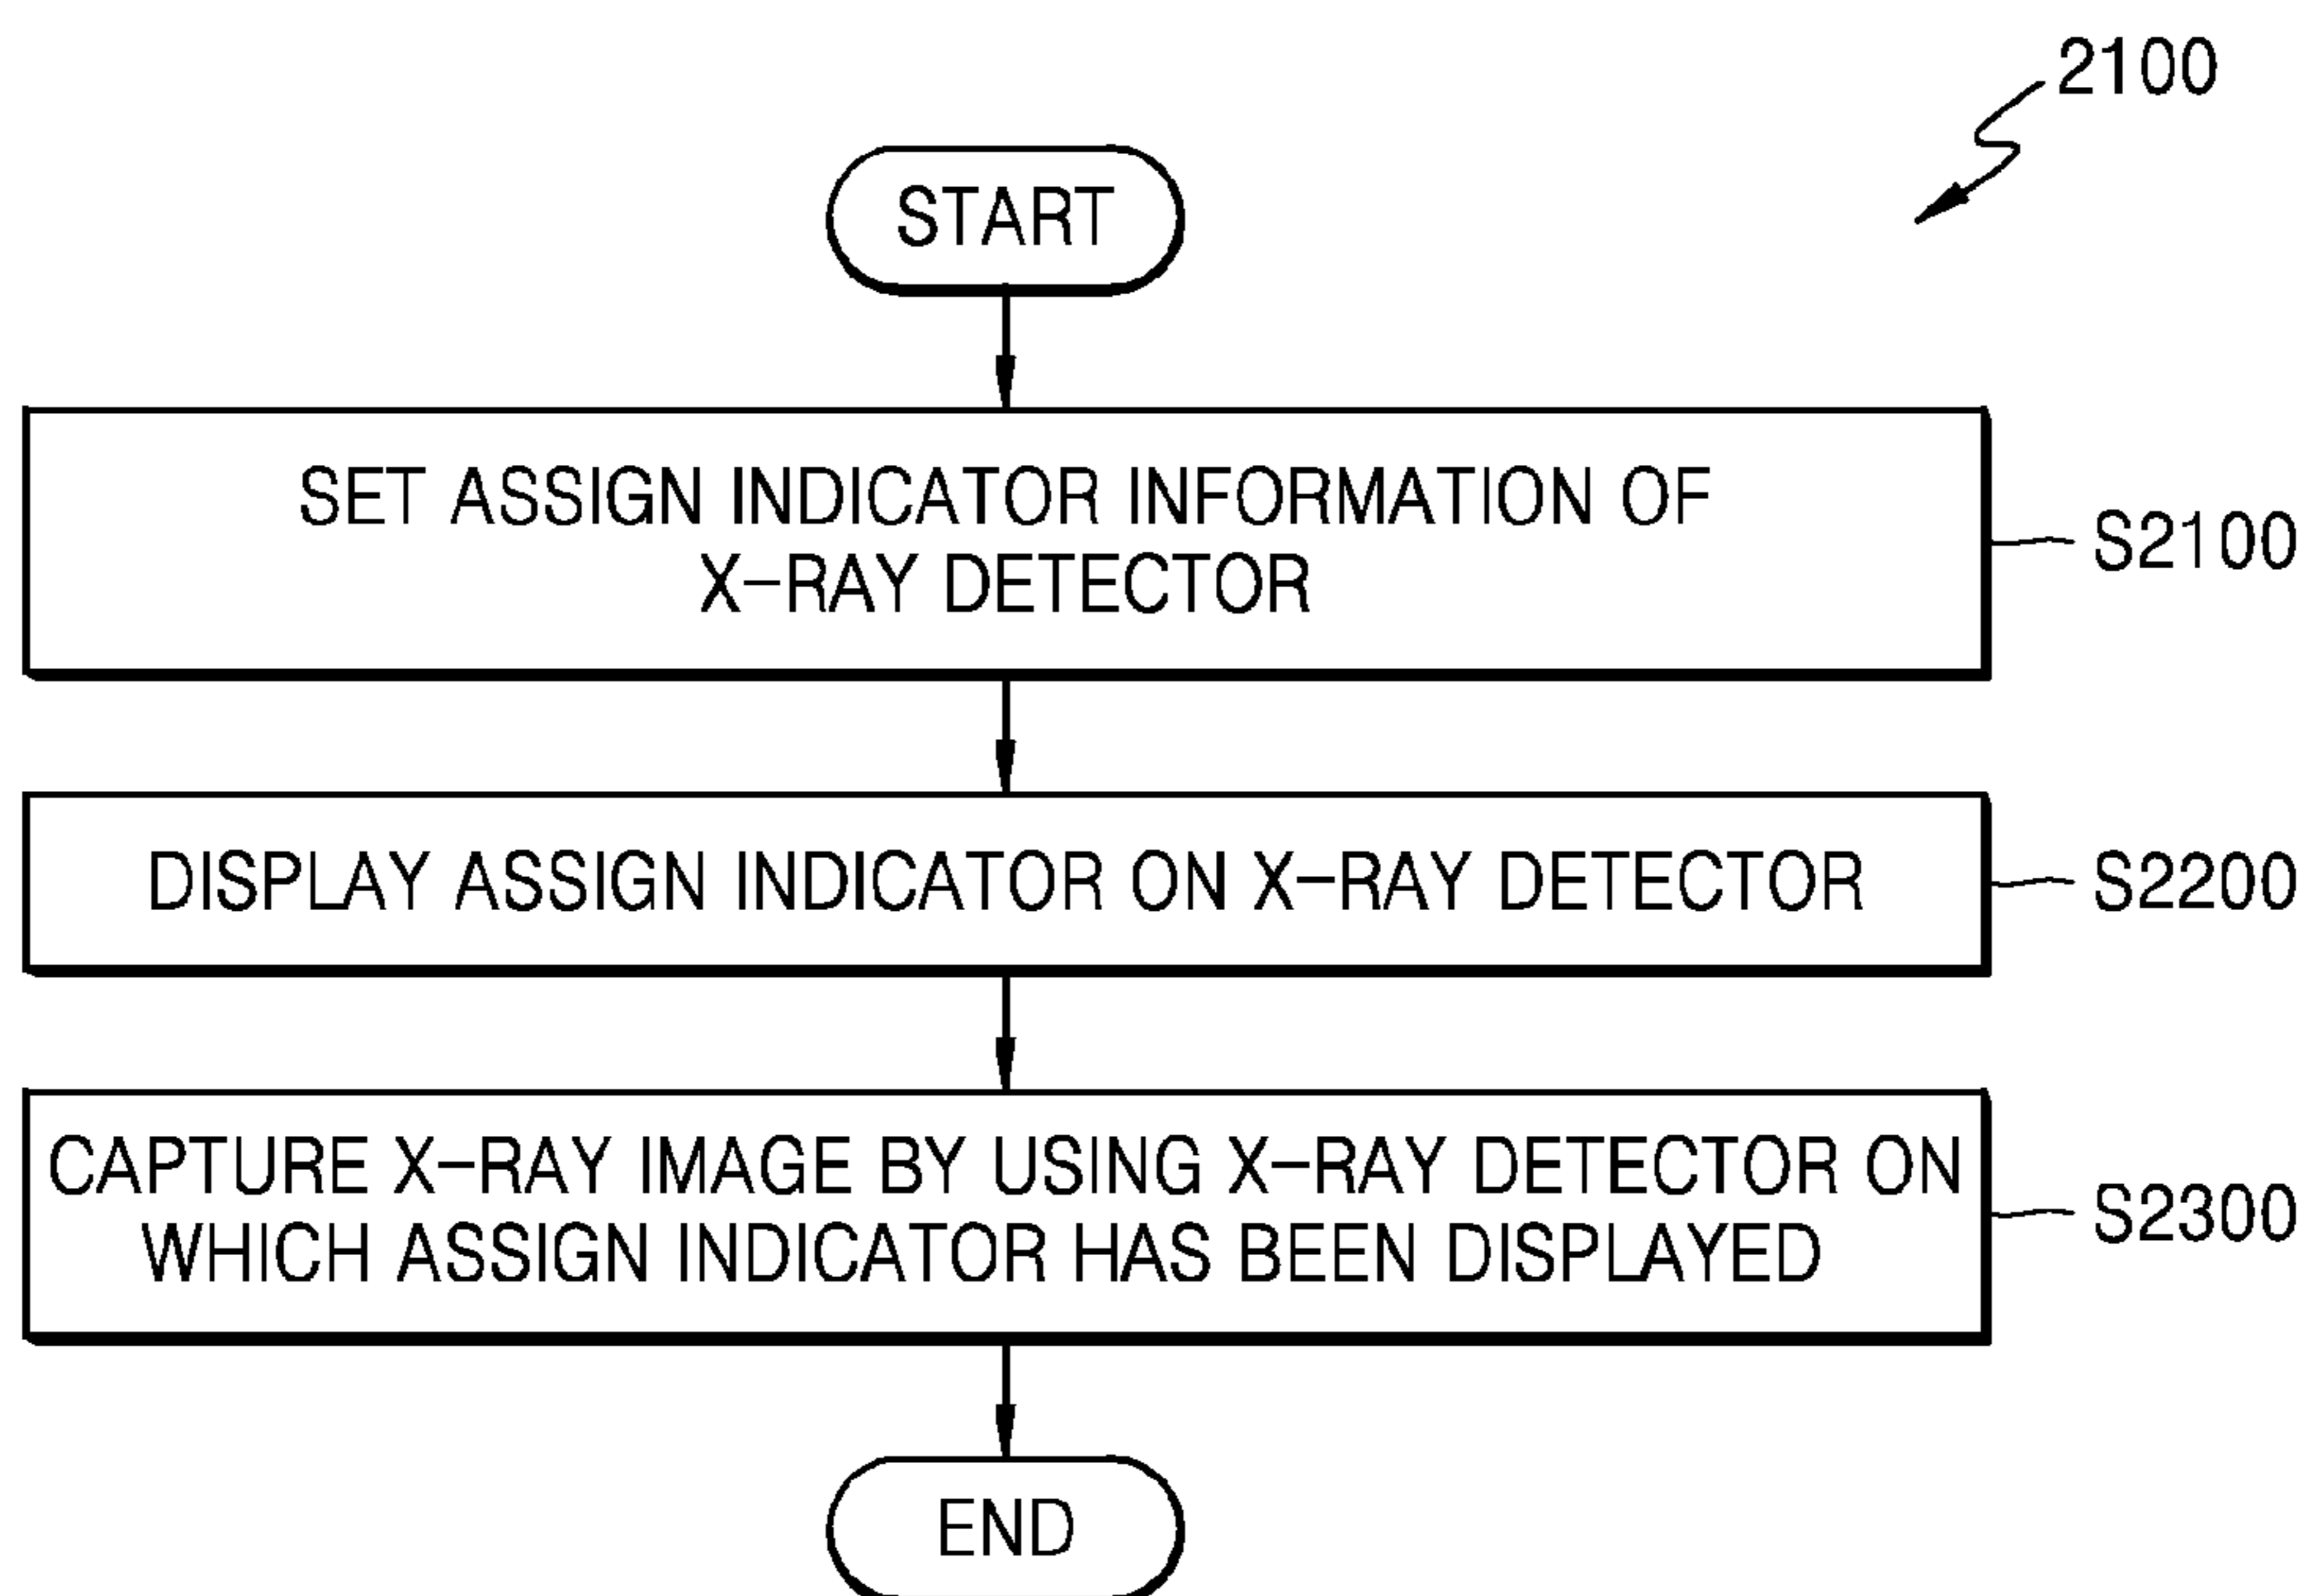 2100
START
SET ASSIGN INDICATOR INFORMATION OF
X-RAY DETECTOR
S2100
DISPLAY ASSIGN INDICATOR ON X-RAY DETECTOR
S2200
CAPTURE X-RAY IMAGE BY USING X-RAY DETECTOR ON
WHICH ASSIGN INDICATOR HAS BEEN DISPLAYED
S2300
END